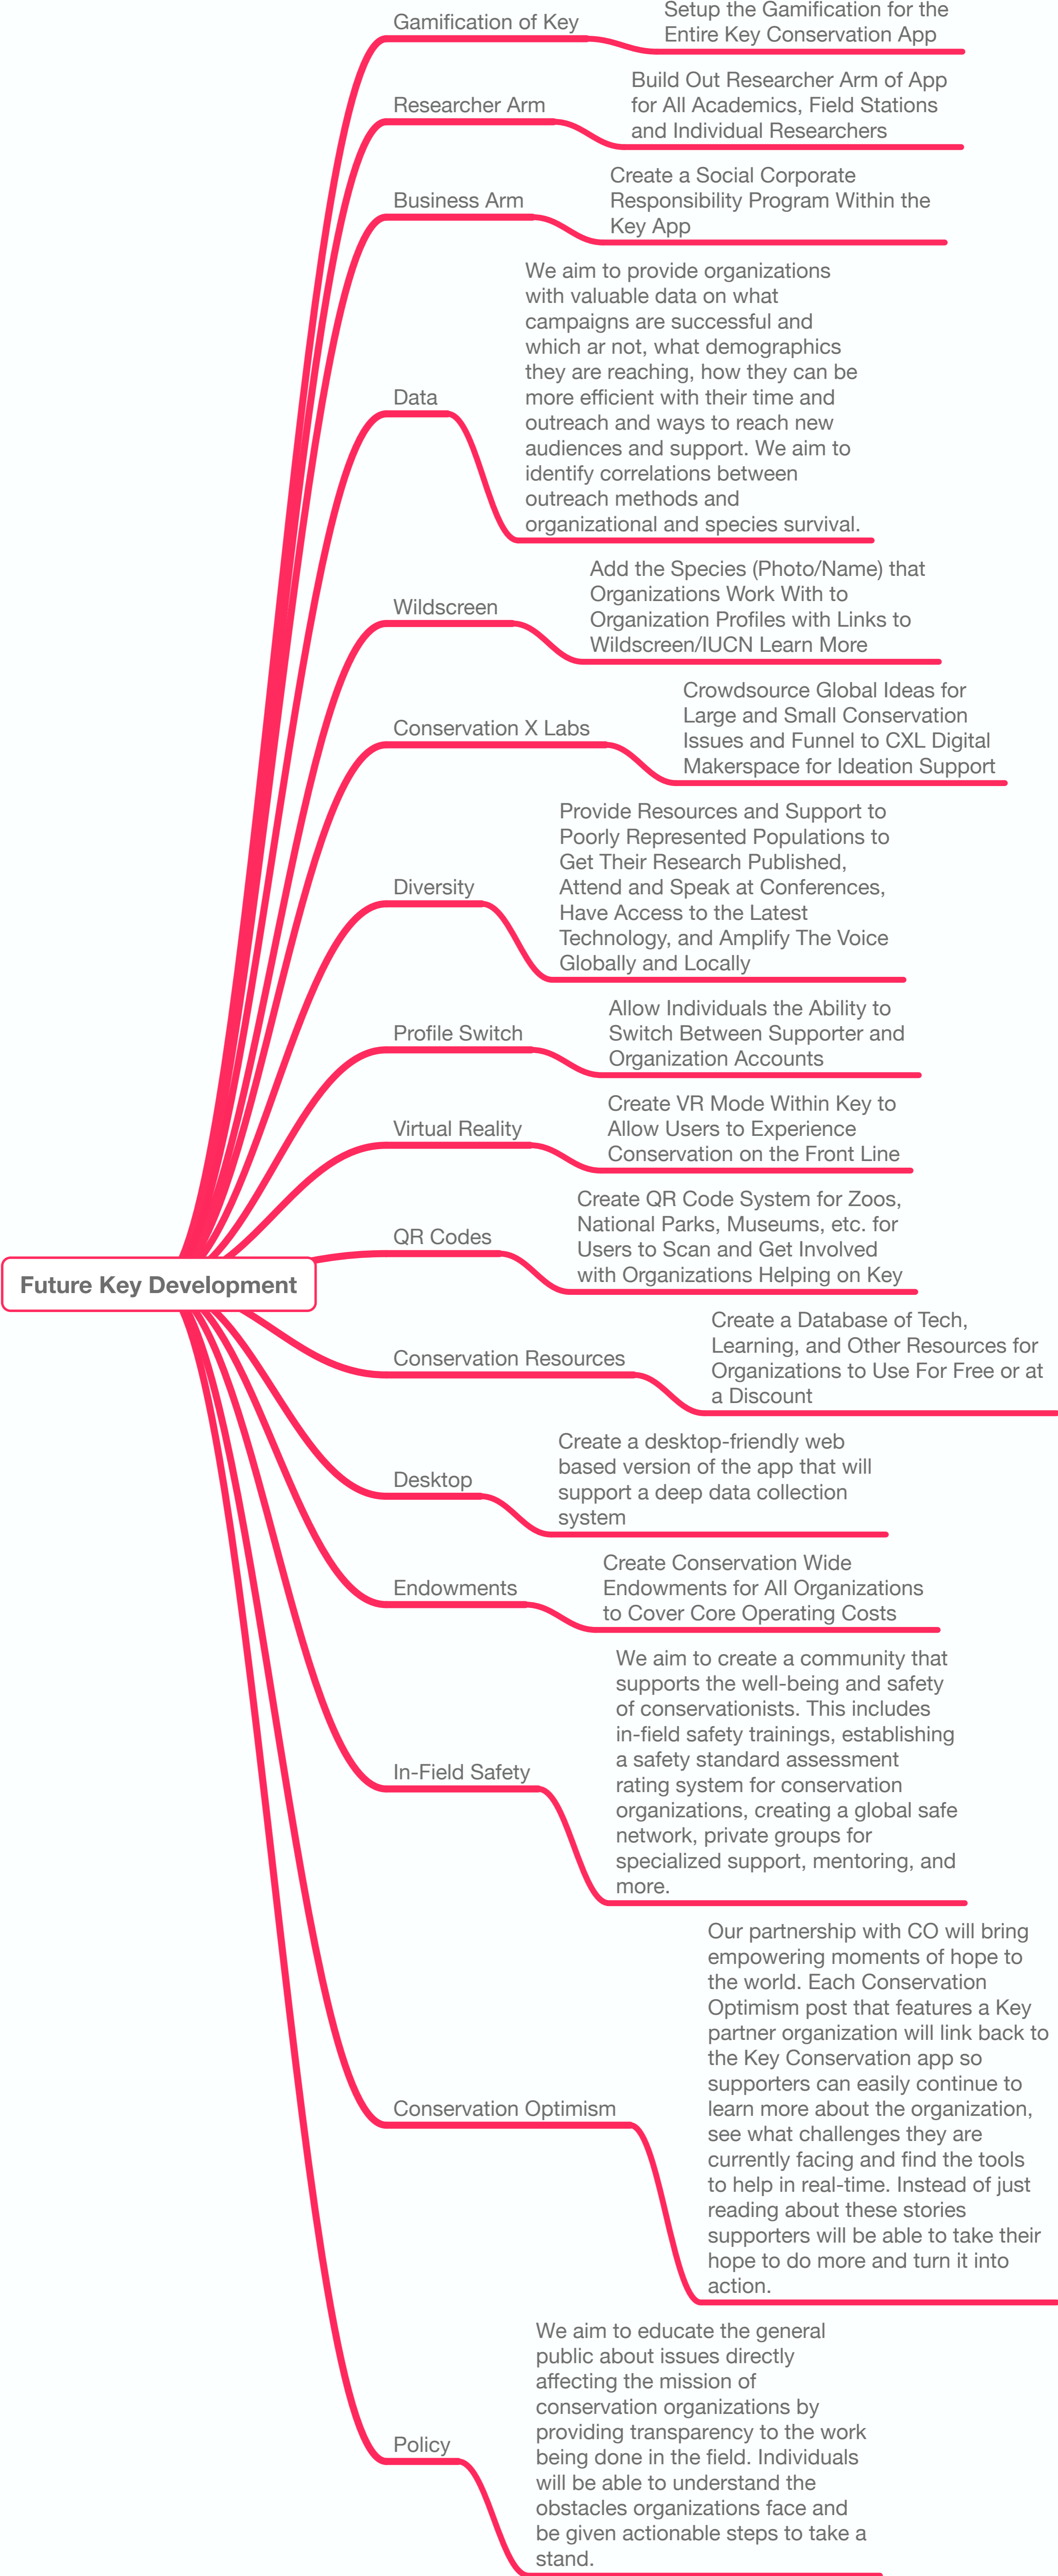 Gamification of Key
Setup the Gamification for the
Entire Key Conservation App
Researcher Arm
Build Out Researcher Arm of App
for All Academics, Field Stations
and Individual Researchers
Business Arm
Create a Social Corporate
Responsibility Program Within the
Key App
Data
We aim to provide organizations
with valuable data on what
campaigns are successful and
which ar not, what demographics
they are reaching, how they can be
more efficient with their time and
outreach and ways to reach new
audiences and support. We aim to
identify correlations between
outreach methods and
organizational and species survival.
Wildscreen
Add the Species (Photo/Name) that
Organizations Work With to
Organization Profiles with Links to
Wildscreen/IUCN Learn More
Conservation X Labs
Crowdsource Global Ideas for
Large and Small Conservation
Issues and Funnel to CXL Digital
Makerspace for Ideation Support
Diversity
Provide Resources and Support to
Poorly Represented Populations to
Get Their Research Published,
Attend and Speak at Conferences,
Have Access to the Latest
Technology, and Amplify The Voice
Globally and Locally
Profile Switch
Allow Individuals the Ability to
Switch Between Supporter and
Organization Accounts
Virtual Reality
Create VR Mode Within Key to
Allow Users to Experience
Conservation on the Front Line
QR Codes
Create QR Code System for Zoos,
National Parks, Museums, etc. for
Users to Scan and Get Involved
with Organizations Helping on Key
Future Key Development
Conservation Resources
Create a Database of Tech,
Learning, and Other Resources for
Organizations to Use For Free or at
a Discount
Desktop
Create a desktop-friendly web
based version of the app that will
support a deep data collection
system
Endowments
Create Conservation Wide
Endowments for All Organizations
to Cover Core Operating Costs
In-Field Safety
We aim to create a community that
supports the well-being and safety
of conservationists. This includes
in-field safety trainings, establishing
a safety standard assessment
rating system for conservation
organizations, creating a global safe
network, private groups for
specialized support, mentoring, and
more.
Conservation Optimism
Our partnership with CO will bring
empowering moments of hope to
the world. Each Conservation
Optimism post that features a Key
partner organization will link back to
the Key Conservation app so
supporters can easily continue to
learn more about the organization,
see what challenges they are
currently facing and find the tools
to help in real-time. Instead of just
reading about these stories
supporters will be able to take their
hope to do more and turn it into
action.
Policy
We aim to educate the general
public about issues directly
affecting the mission of
conservation organizations by
providing transparency to the work
being done in the field. Individuals
will be able to understand the
obstacles organizations face and
be given actionable steps to take a
stand.